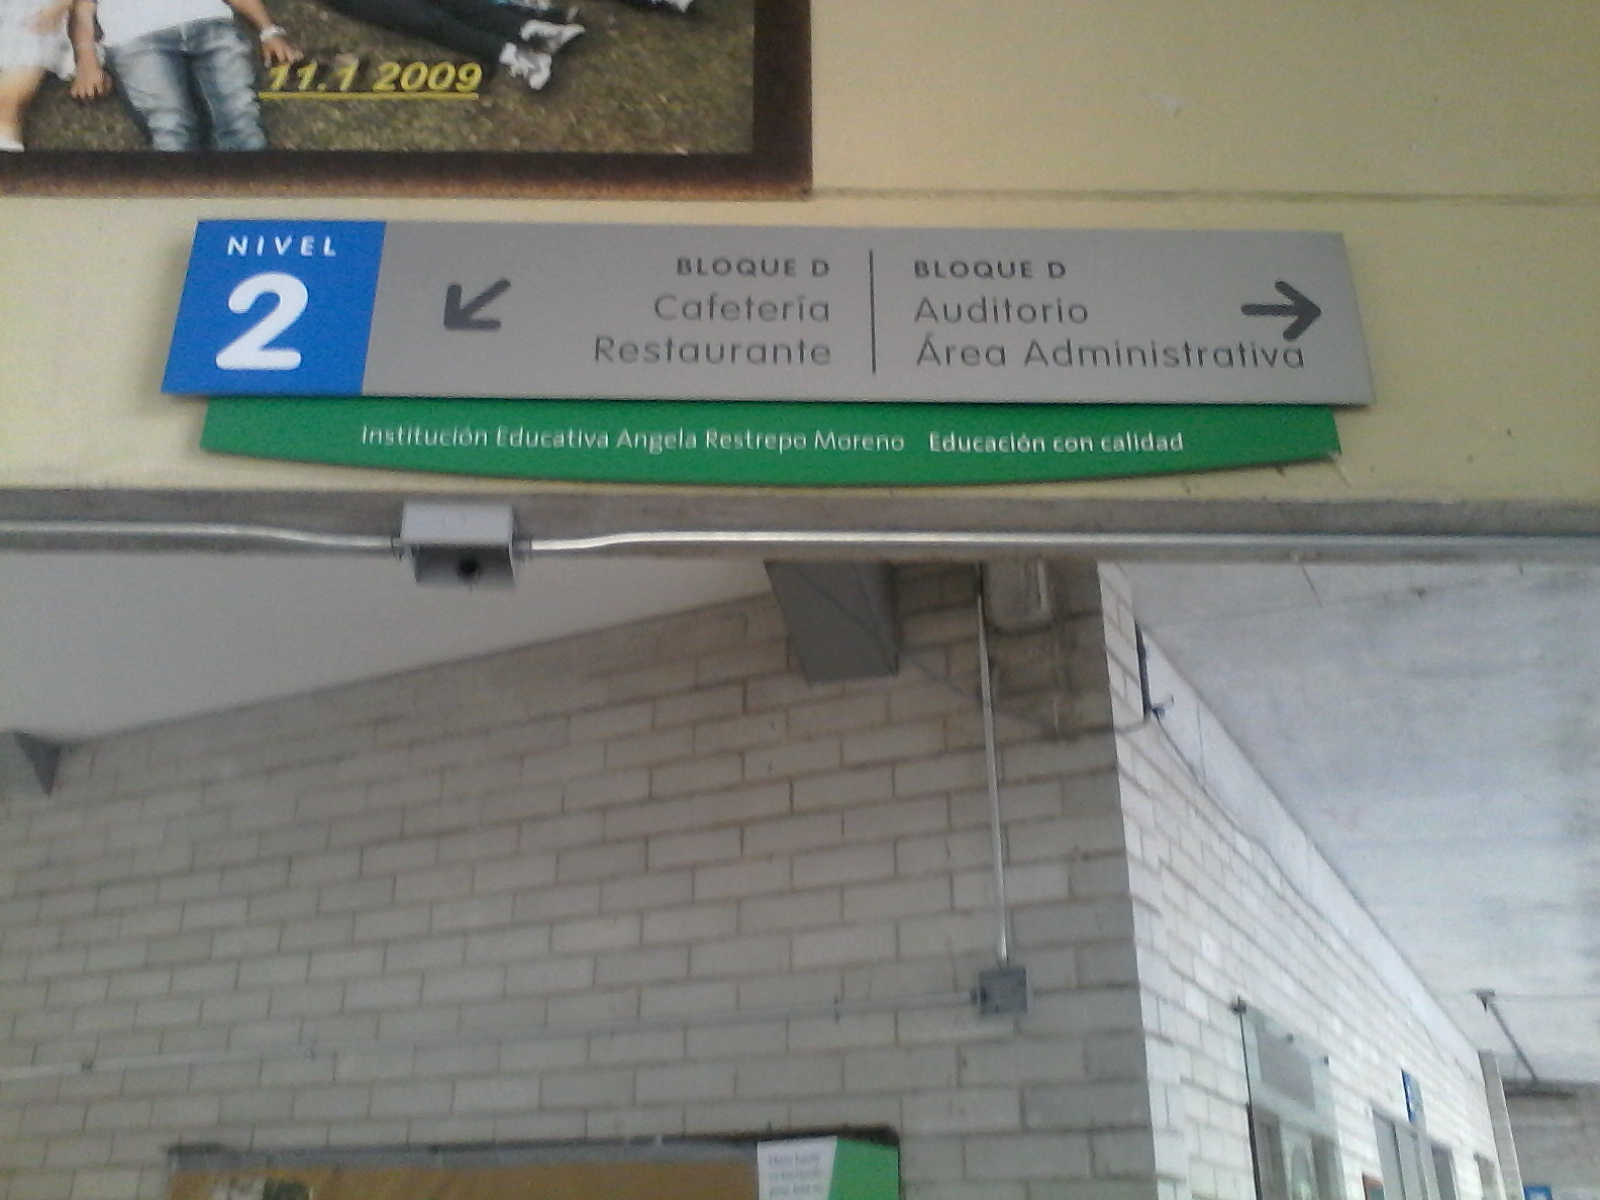 11.1 2009
NIVEL
2
BLOQUE D
Cafetería
Restaurante
BLOQUE D
Auditorio
Área Administrativa
Institución Educativa Angela Restrepo Moreno Educación con calidad